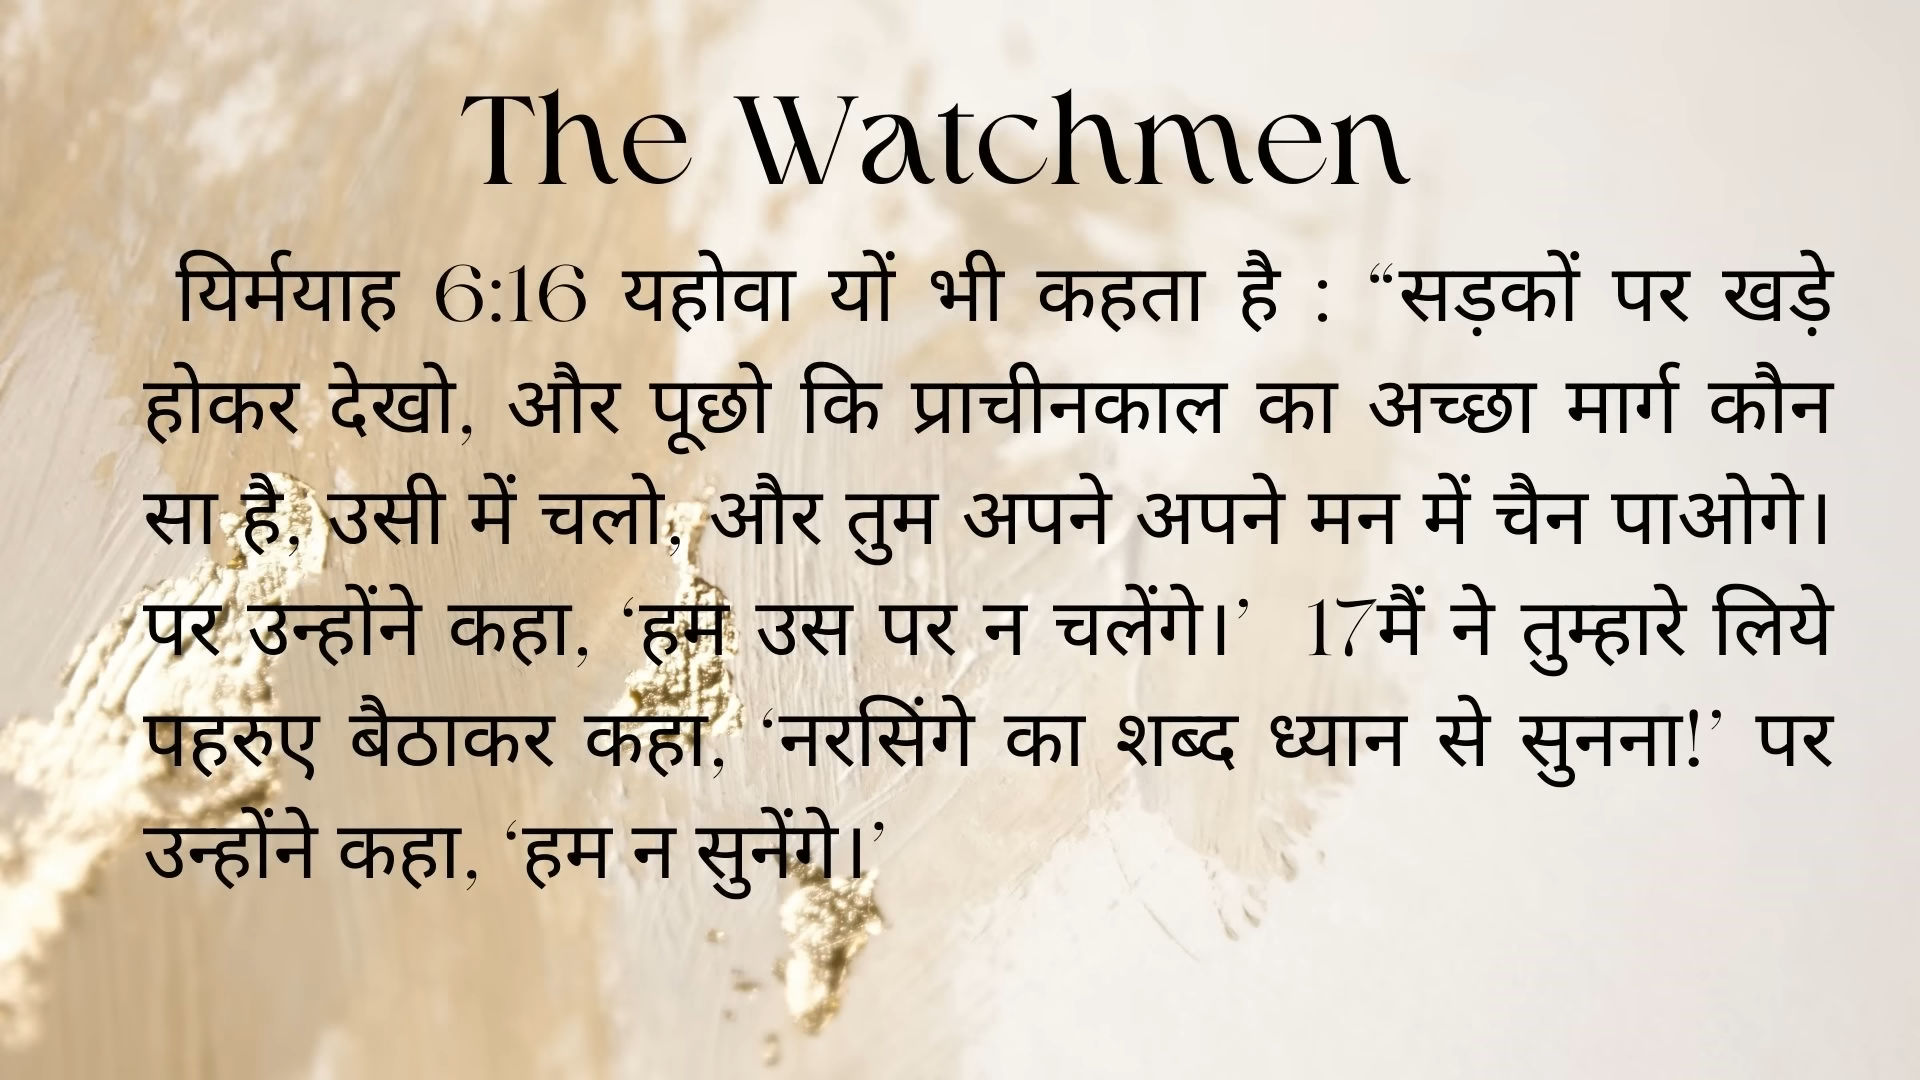 The Watchmen
यिर्मयाह 6:16 यहोवा यों भी कहता है : “सड़कों पर खड़े
होकर देखो, और पूछो कि प्राचीनकाल का अच्छा मार्ग कौन
सा है, उसी में चलो, और तुम अपने अपने मन में चैन पाओगे।
पर उन्होंने कहा, ‘हम उस पर न चलेंगे।’ 17मैं ने तुम्हारे लिये
पहरुए बैठाकर कहा, ‘नरसिंगे का शब्द ध्यान से सुनना!’ पर
उन्होंने कहा, ‘हम न सुनेंगे।’